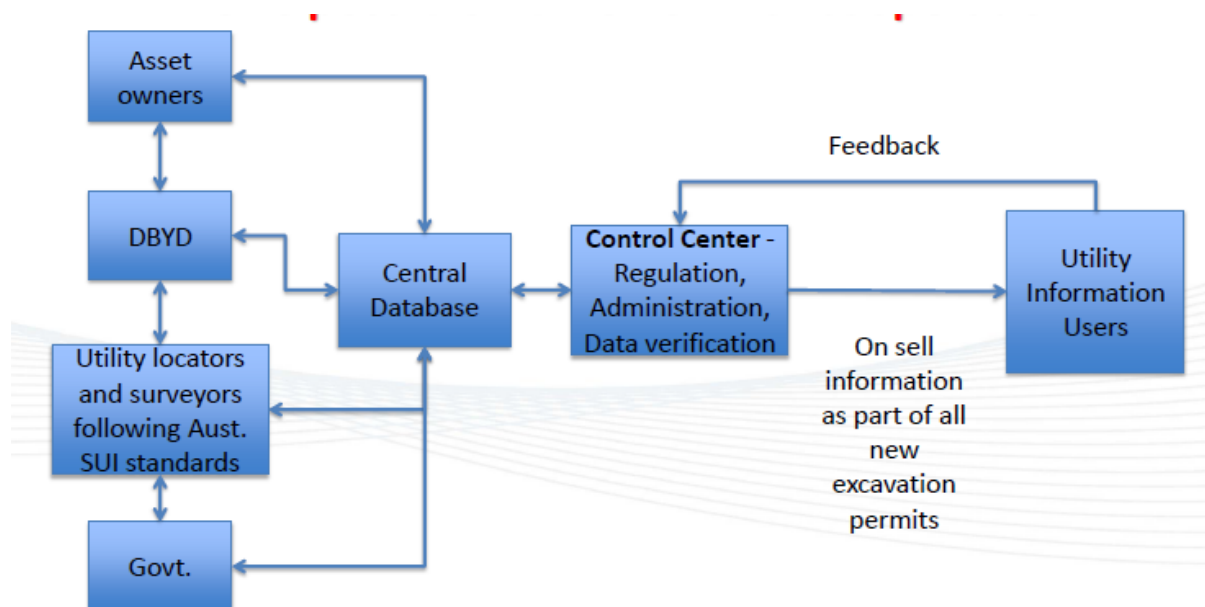 Asset
owners
DBYD
Utility locators
and surveyors
following Aust.
SUI standards
Govt.
Central
Database
Control Center -
Regulation,
Administration,
Data verification
Feedback
On sell
information
as part of all
new
excavation
permits
Utility
Information
Users